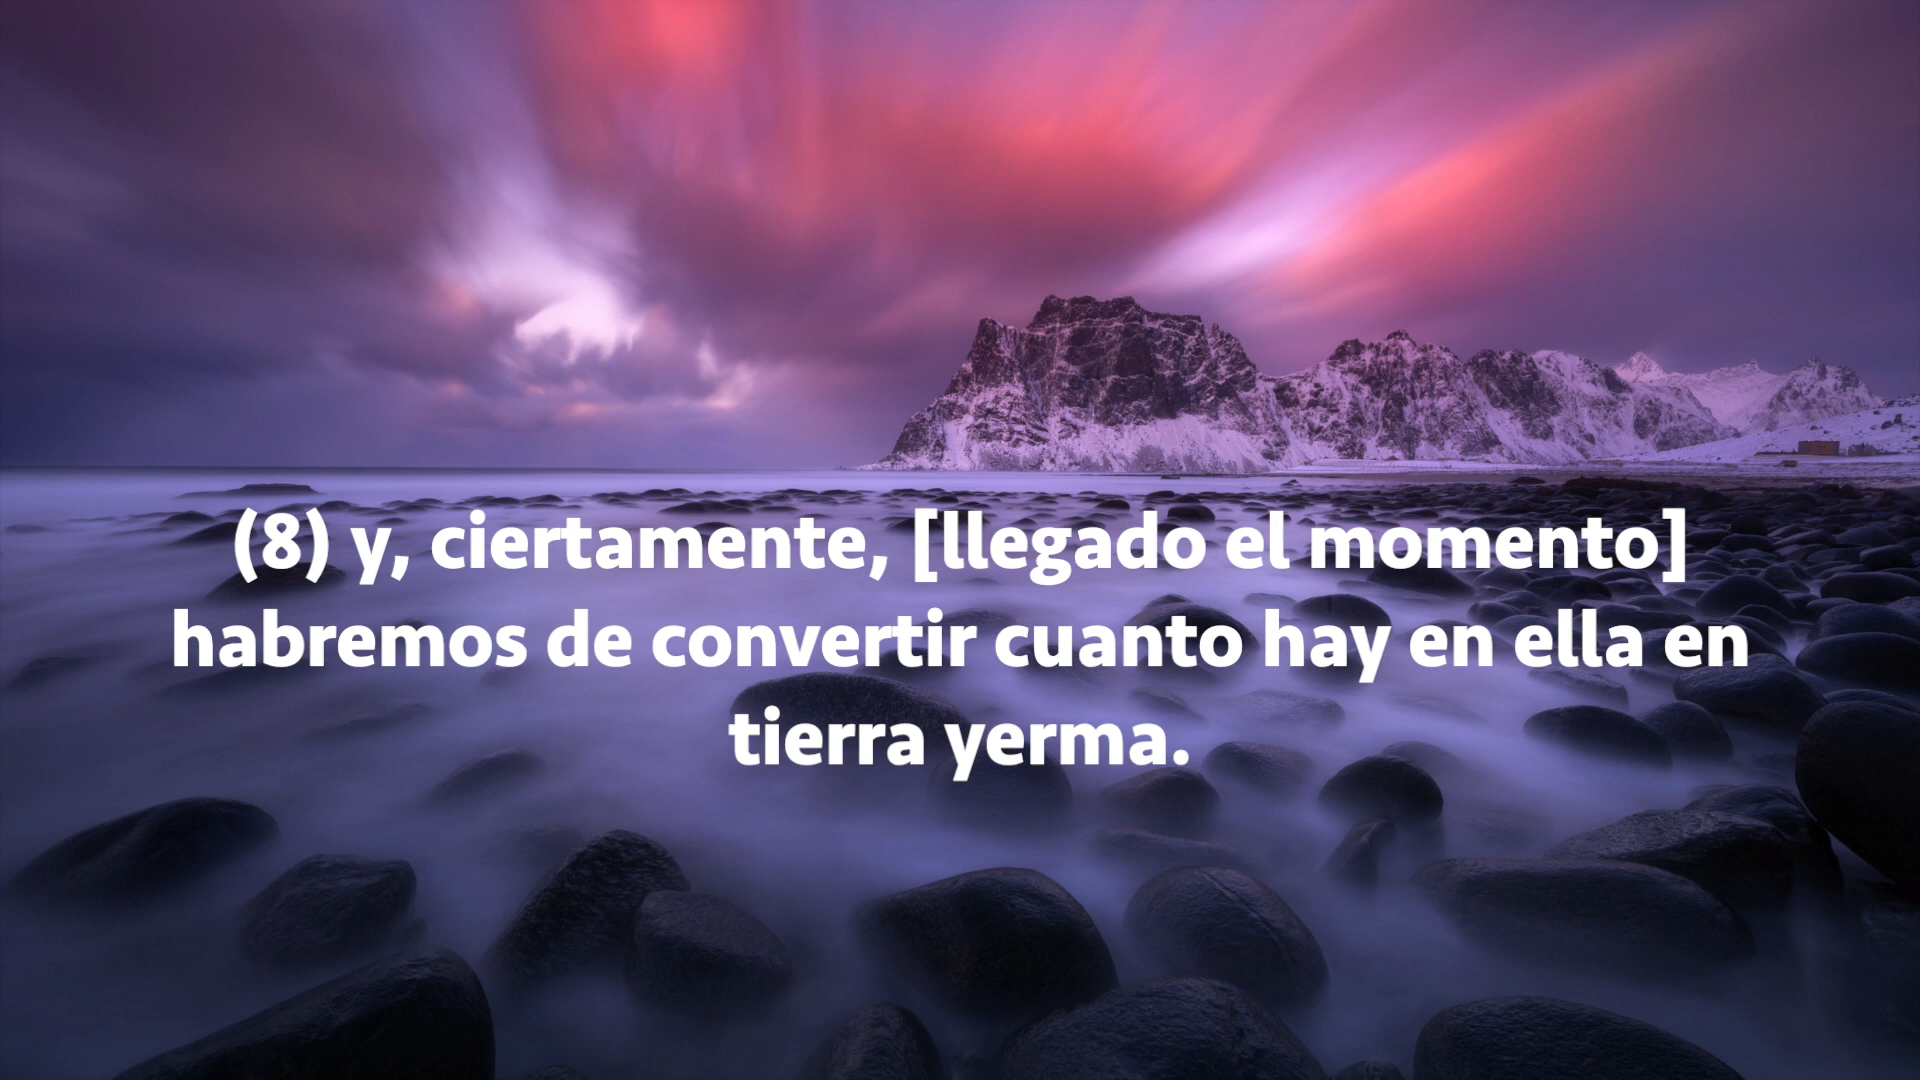 (8) y, ciertamente, [llegado el momento]
habremos de convertir cuanto hay en ella en
tierra yerma.